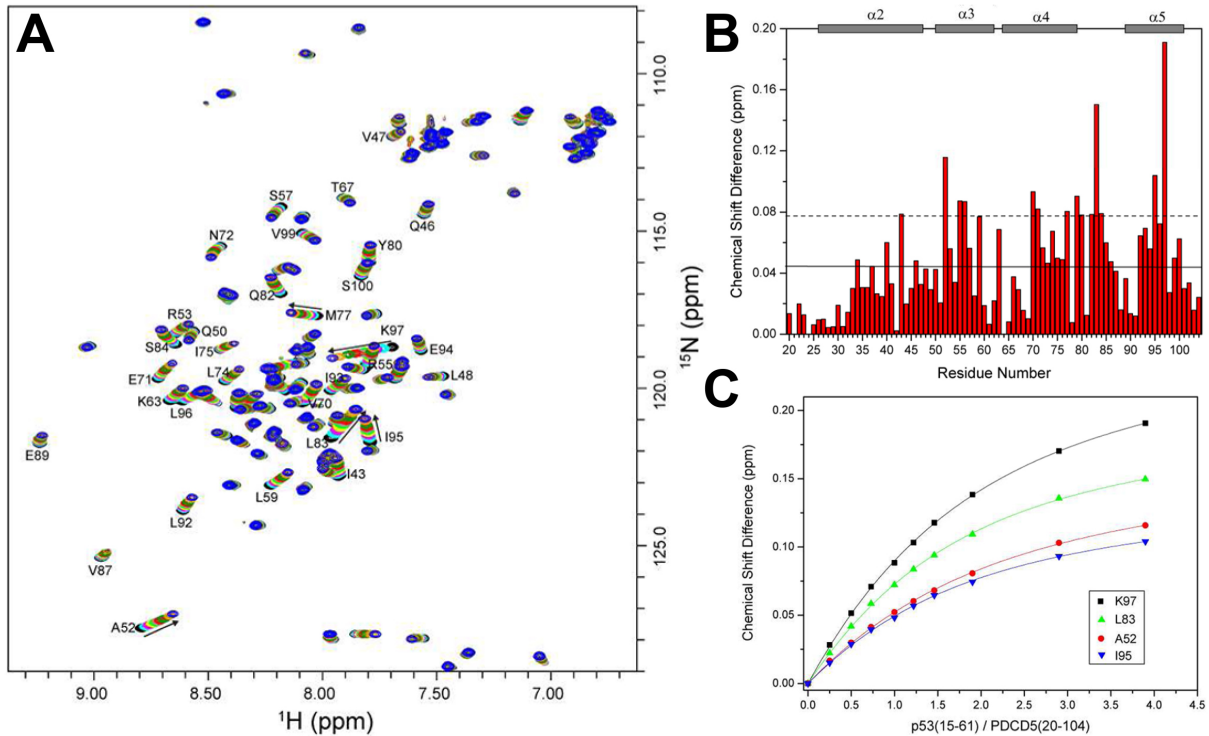 A
V47
T67
S57
Q46
V99
N72
Y80
S100
Q82
M77
R53
Q50
K97
S84
I75
E94
R55
L74
E71
I93
L48
K63
V70
L96
L83
I95
E89
I43
L59
L92
V87
A52
110.0
115.0
120.0
125.0
¹⁵N (ppm)
9.00 8.50 8.00 7.50 7.00
¹H (ppm)
B
α2 α3 α4 α5
0.20
0.16
0.12
0.08
0.04
0.00
Chemical Shift Difference (ppm)
20 25 30 35 40 45 50 55 60 65 70 75 80 85 90 95 100
Residue Number
C
0.20
0.15
0.10
0.05
0.00
Chemical Shift Difference (ppm)
K97
L83
A52
I95
0.0 0.5 1.0 1.5 2.0 2.5 3.0 3.5 4.0 4.5
p53(15-61) / PDCD5(20-104)